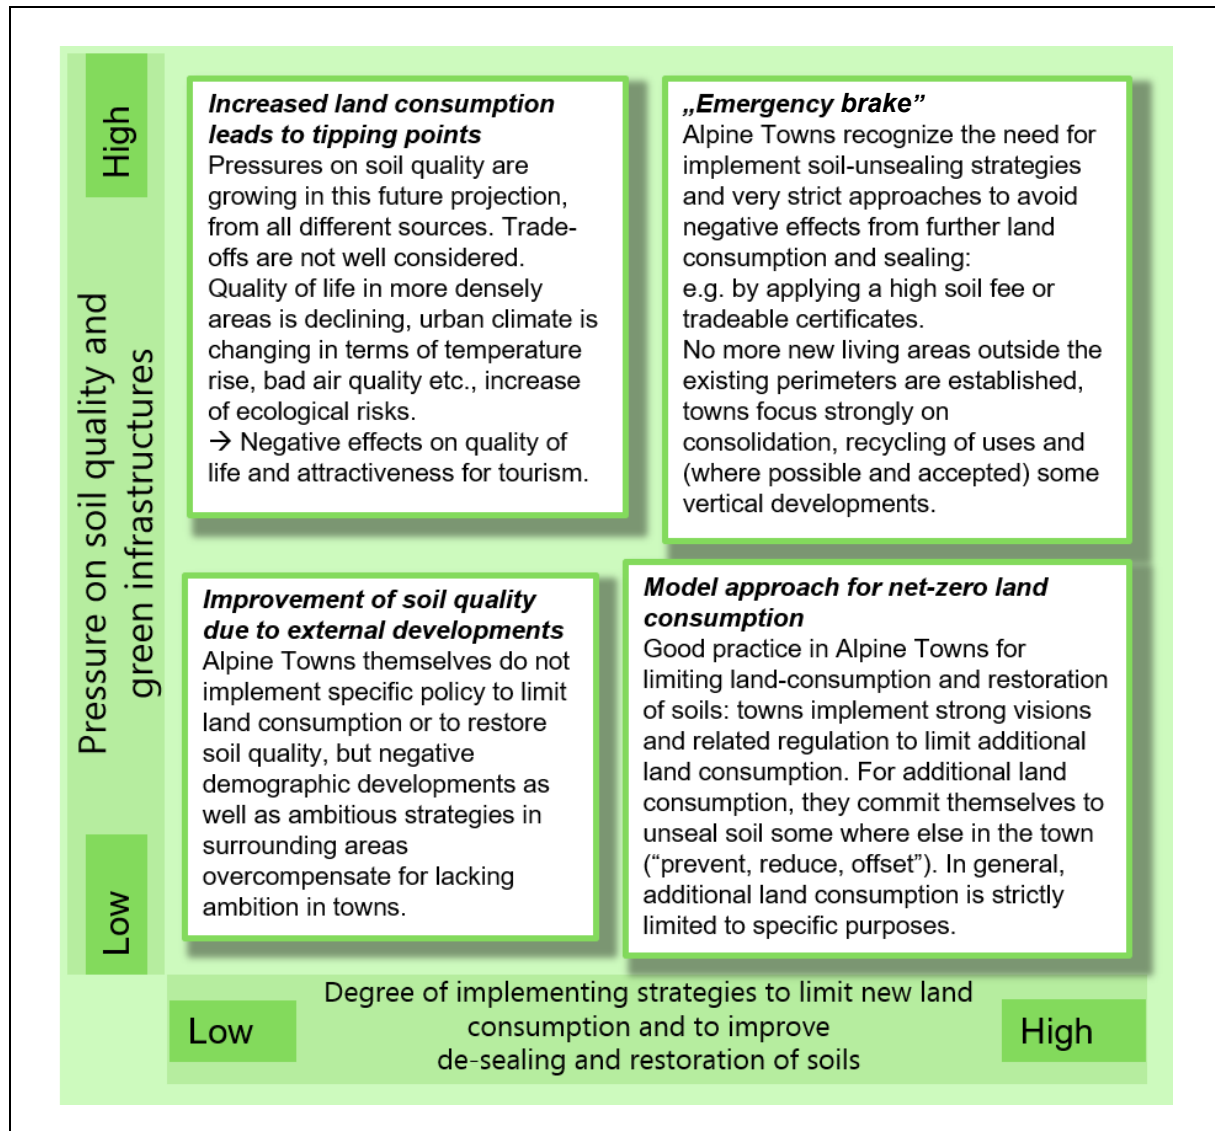 High
Pressure on soil quality and
green infrastructures
Low
Increased land consumption
leads to tipping points
Pressures on soil quality are
growing in this future projection,
from all different sources. Trade-
offs are not well considered.
Quality of life in more densely
areas is declining, urban climate is
changing in terms of temperature
rise, bad air quality etc., increase
of ecological risks.
→ Negative effects on quality of
life and attractiveness for tourism.
„Emergency brake”
Alpine Towns recognize the need for
implement soil-unsealing strategies
and very strict approaches to avoid
negative effects from further land
consumption and sealing:
e.g. by applying a high soil fee or
tradeable certificates.
No more new living areas outside the
existing perimeters are established,
towns focus strongly on
consolidation, recycling of uses and
(where possible and accepted) some
vertical developments.
Improvement of soil quality
due to external developments
Alpine Towns themselves do not
implement specific policy to limit
land consumption or to restore
soil quality, but negative
demographic developments as
well as ambitious strategies in
surrounding areas
overcompensate for lacking
ambition in towns.
Model approach for net-zero land
consumption
Good practice in Alpine Towns for
limiting land-consumption and restoration
of soils: towns implement strong visions
and related regulation to limit additional
land consumption. For additional land
consumption, they commit themselves to
unseal soil some where else in the town
(“prevent, reduce, offset”). In general,
additional land consumption is strictly
limited to specific purposes.
Low
Degree of implementing strategies to limit new land
consumption and to improve
de-sealing and restoration of soils
High